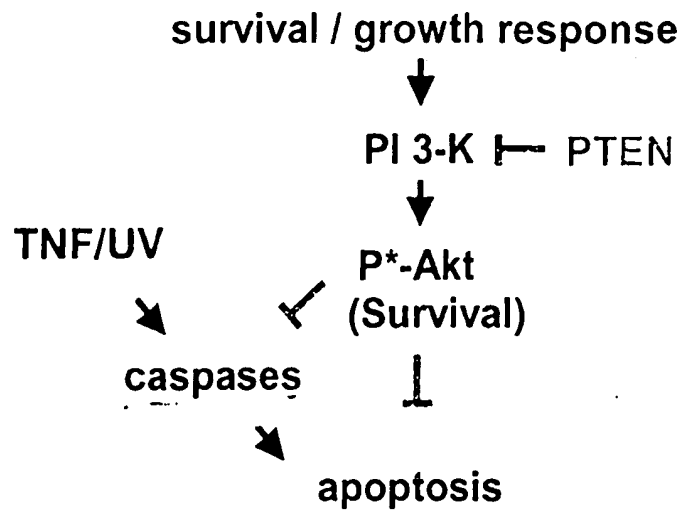 survival / growth response
PI 3-K PTEN
TNF/UV
P*-Akt
(Survival)
caspases
apoptosis